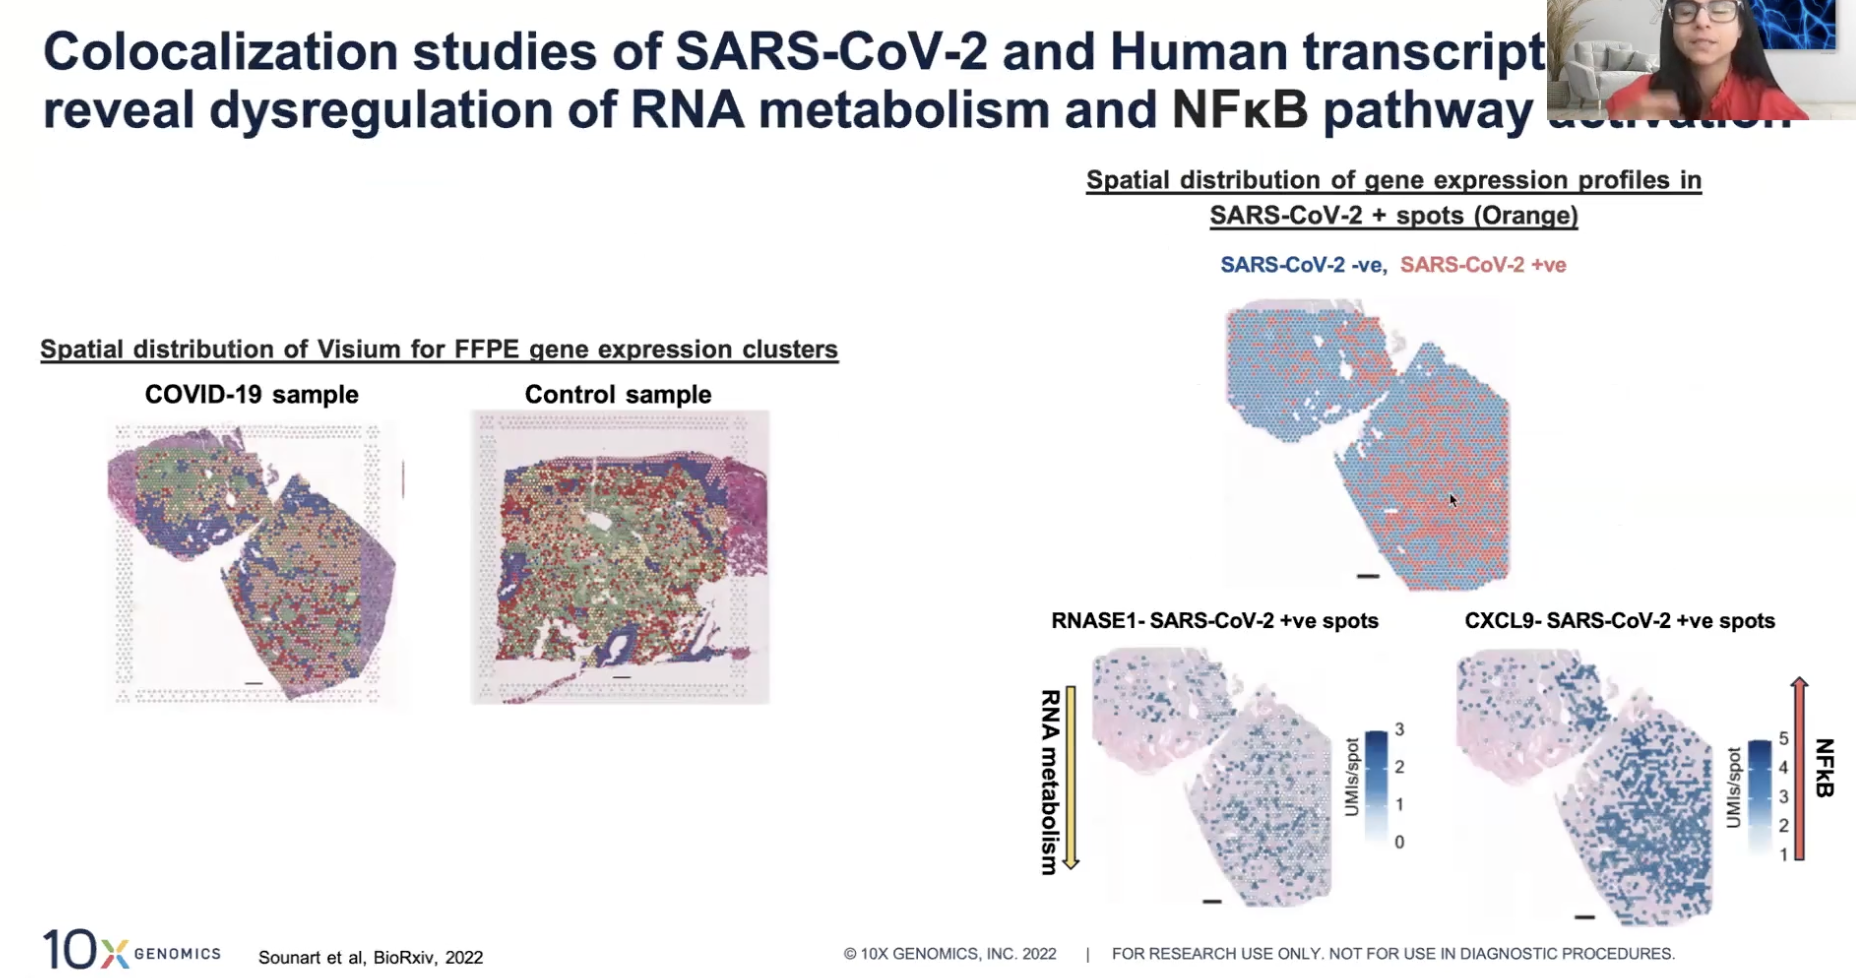 Colocalization studies of SARS-CoV-2 and Human transcript
reveal dysregulation of RNA metabolism and NFκB pathway
Spatial distribution of gene expression profiles in
SARS-CoV-2 + spots (Orange)
SARS-CoV-2 -ve, SARS-CoV-2 +ve
Spatial distribution of Visium for FFPE gene expression clusters
COVID-19 sample
Control sample
RNASE1- SARS-CoV-2 +ve spots
CXCL9- SARS-CoV-2 +ve spots
RNA metabolism
UMIs/spot
3
2
1
0
UMIs/spot
5
4
3
2
1
NFkB
10X GENOMICS
Sounart et al, BioRxiv, 2022
© 10X GENOMICS, INC. 2022 | FOR RESEARCH USE ONLY. NOT FOR USE IN DIAGNOSTIC PROCEDURES.